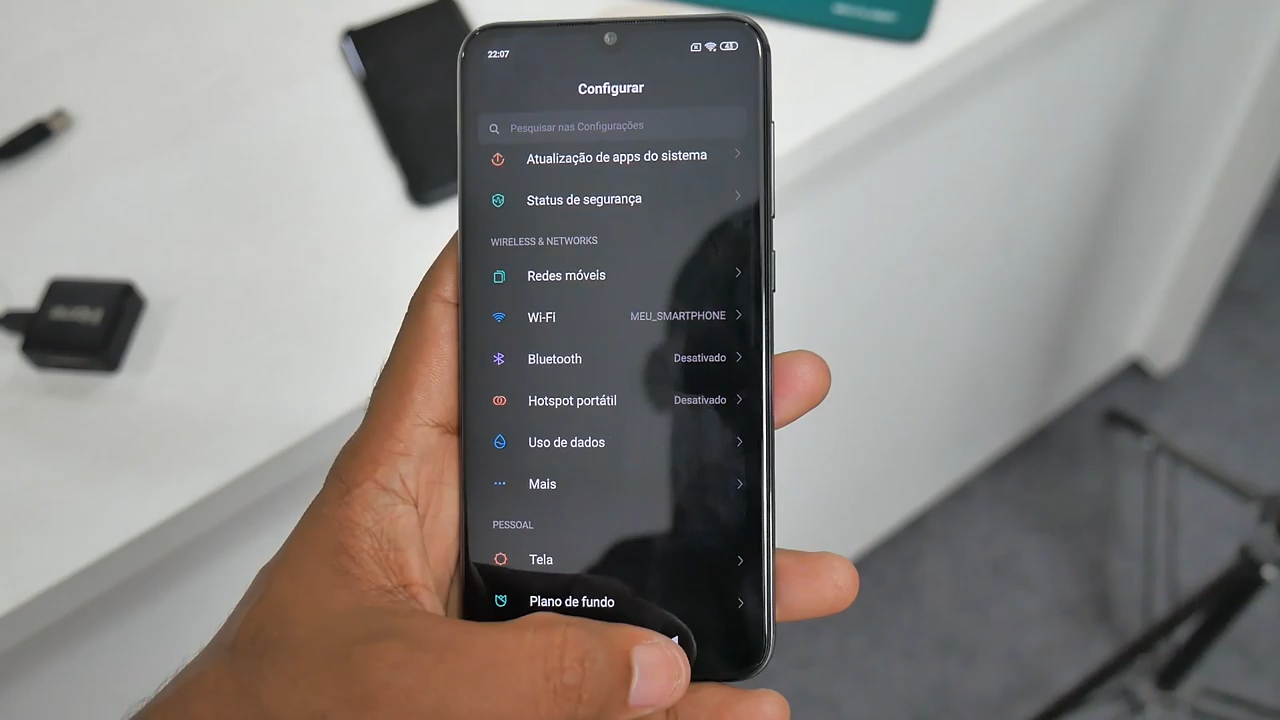 22:07
43
Configurar
Pesquisar nas Configurações
Atualização de apps do sistema
Status de segurança
WIRELESS & NETWORKS
Redes móveis
Wi-Fi MEU_SMARTPHONE
Bluetooth Desativado
Hotspot portátil Desativado
Uso de dados
Mais
PESSOAL
Tela
Plano de fundo